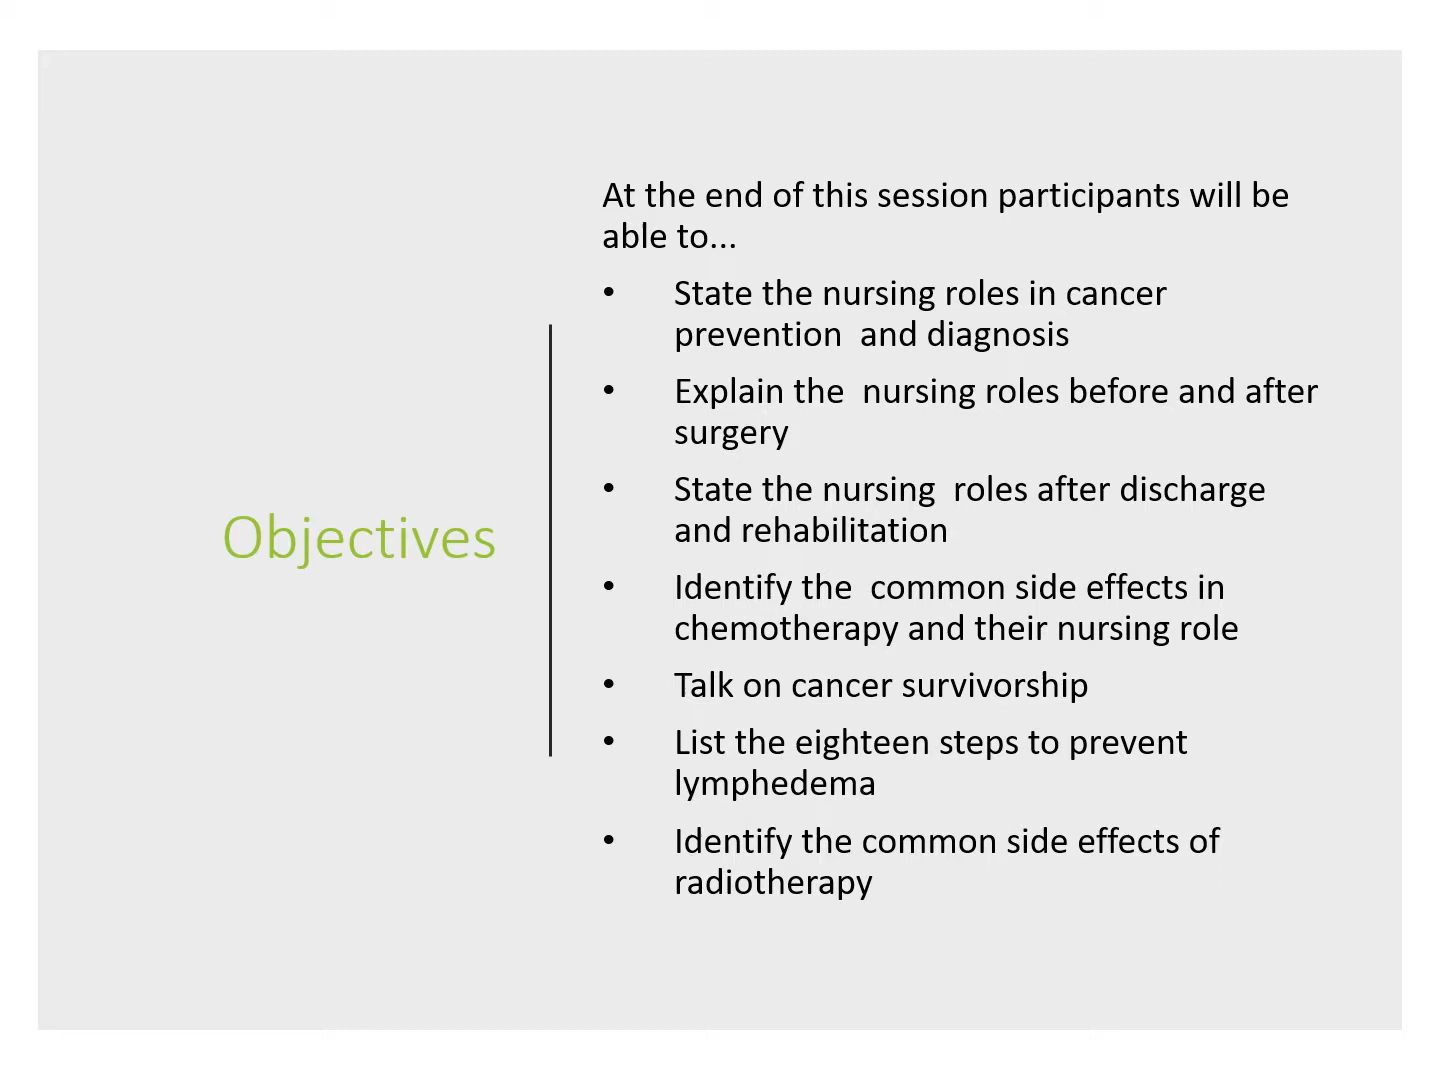 Objectives
At the end of this session participants will be
able to...
• State the nursing roles in cancer
prevention  and diagnosis
• Explain the  nursing roles before and after
surgery
• State the nursing  roles after discharge
and rehabilitation
• Identify the  common side effects in
chemotherapy and their nursing role
• Talk on cancer survivorship
• List the eighteen steps to prevent
lymphedema
• Identify the common side effects of
radiotherapy